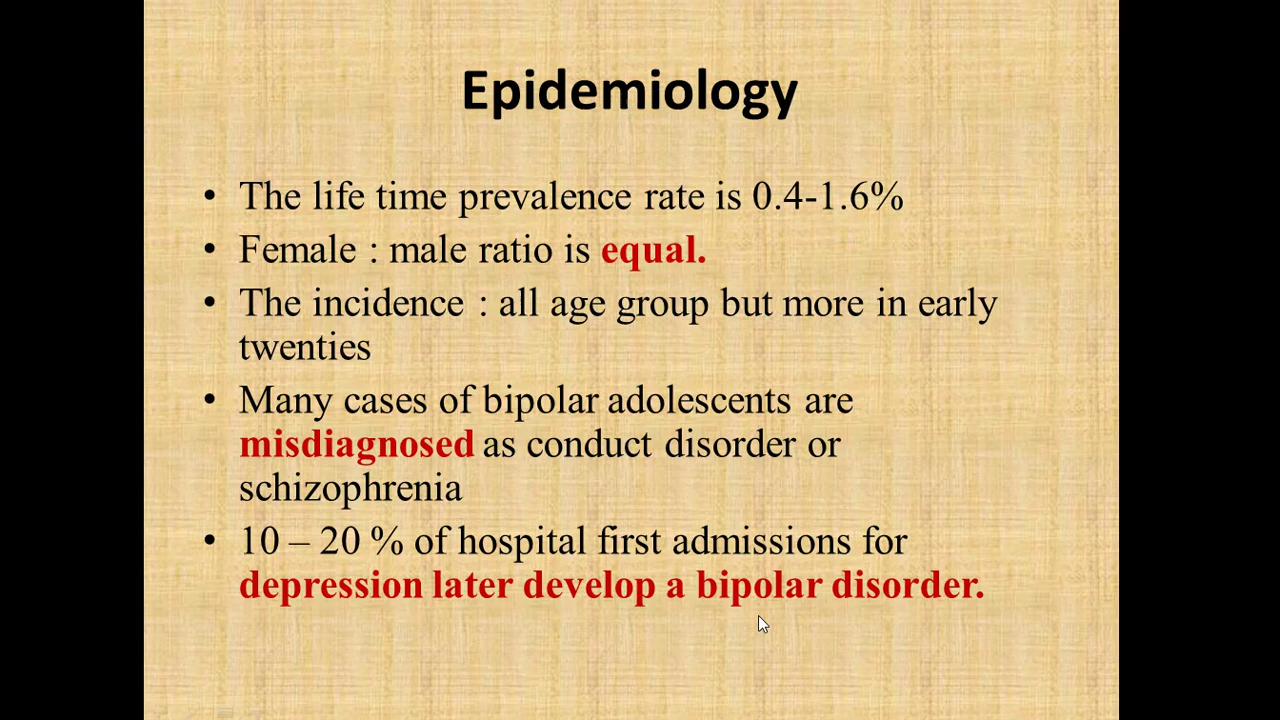 Epidemiology
• The life time prevalence rate is 0.4-1.6%
• Female : male ratio is equal.
• The incidence : all age group but more in early
twenties
• Many cases of bipolar adolescents are
misdiagnosed as conduct disorder or
schizophrenia
• 10 – 20 % of hospital first admissions for
depression later develop a bipolar disorder.